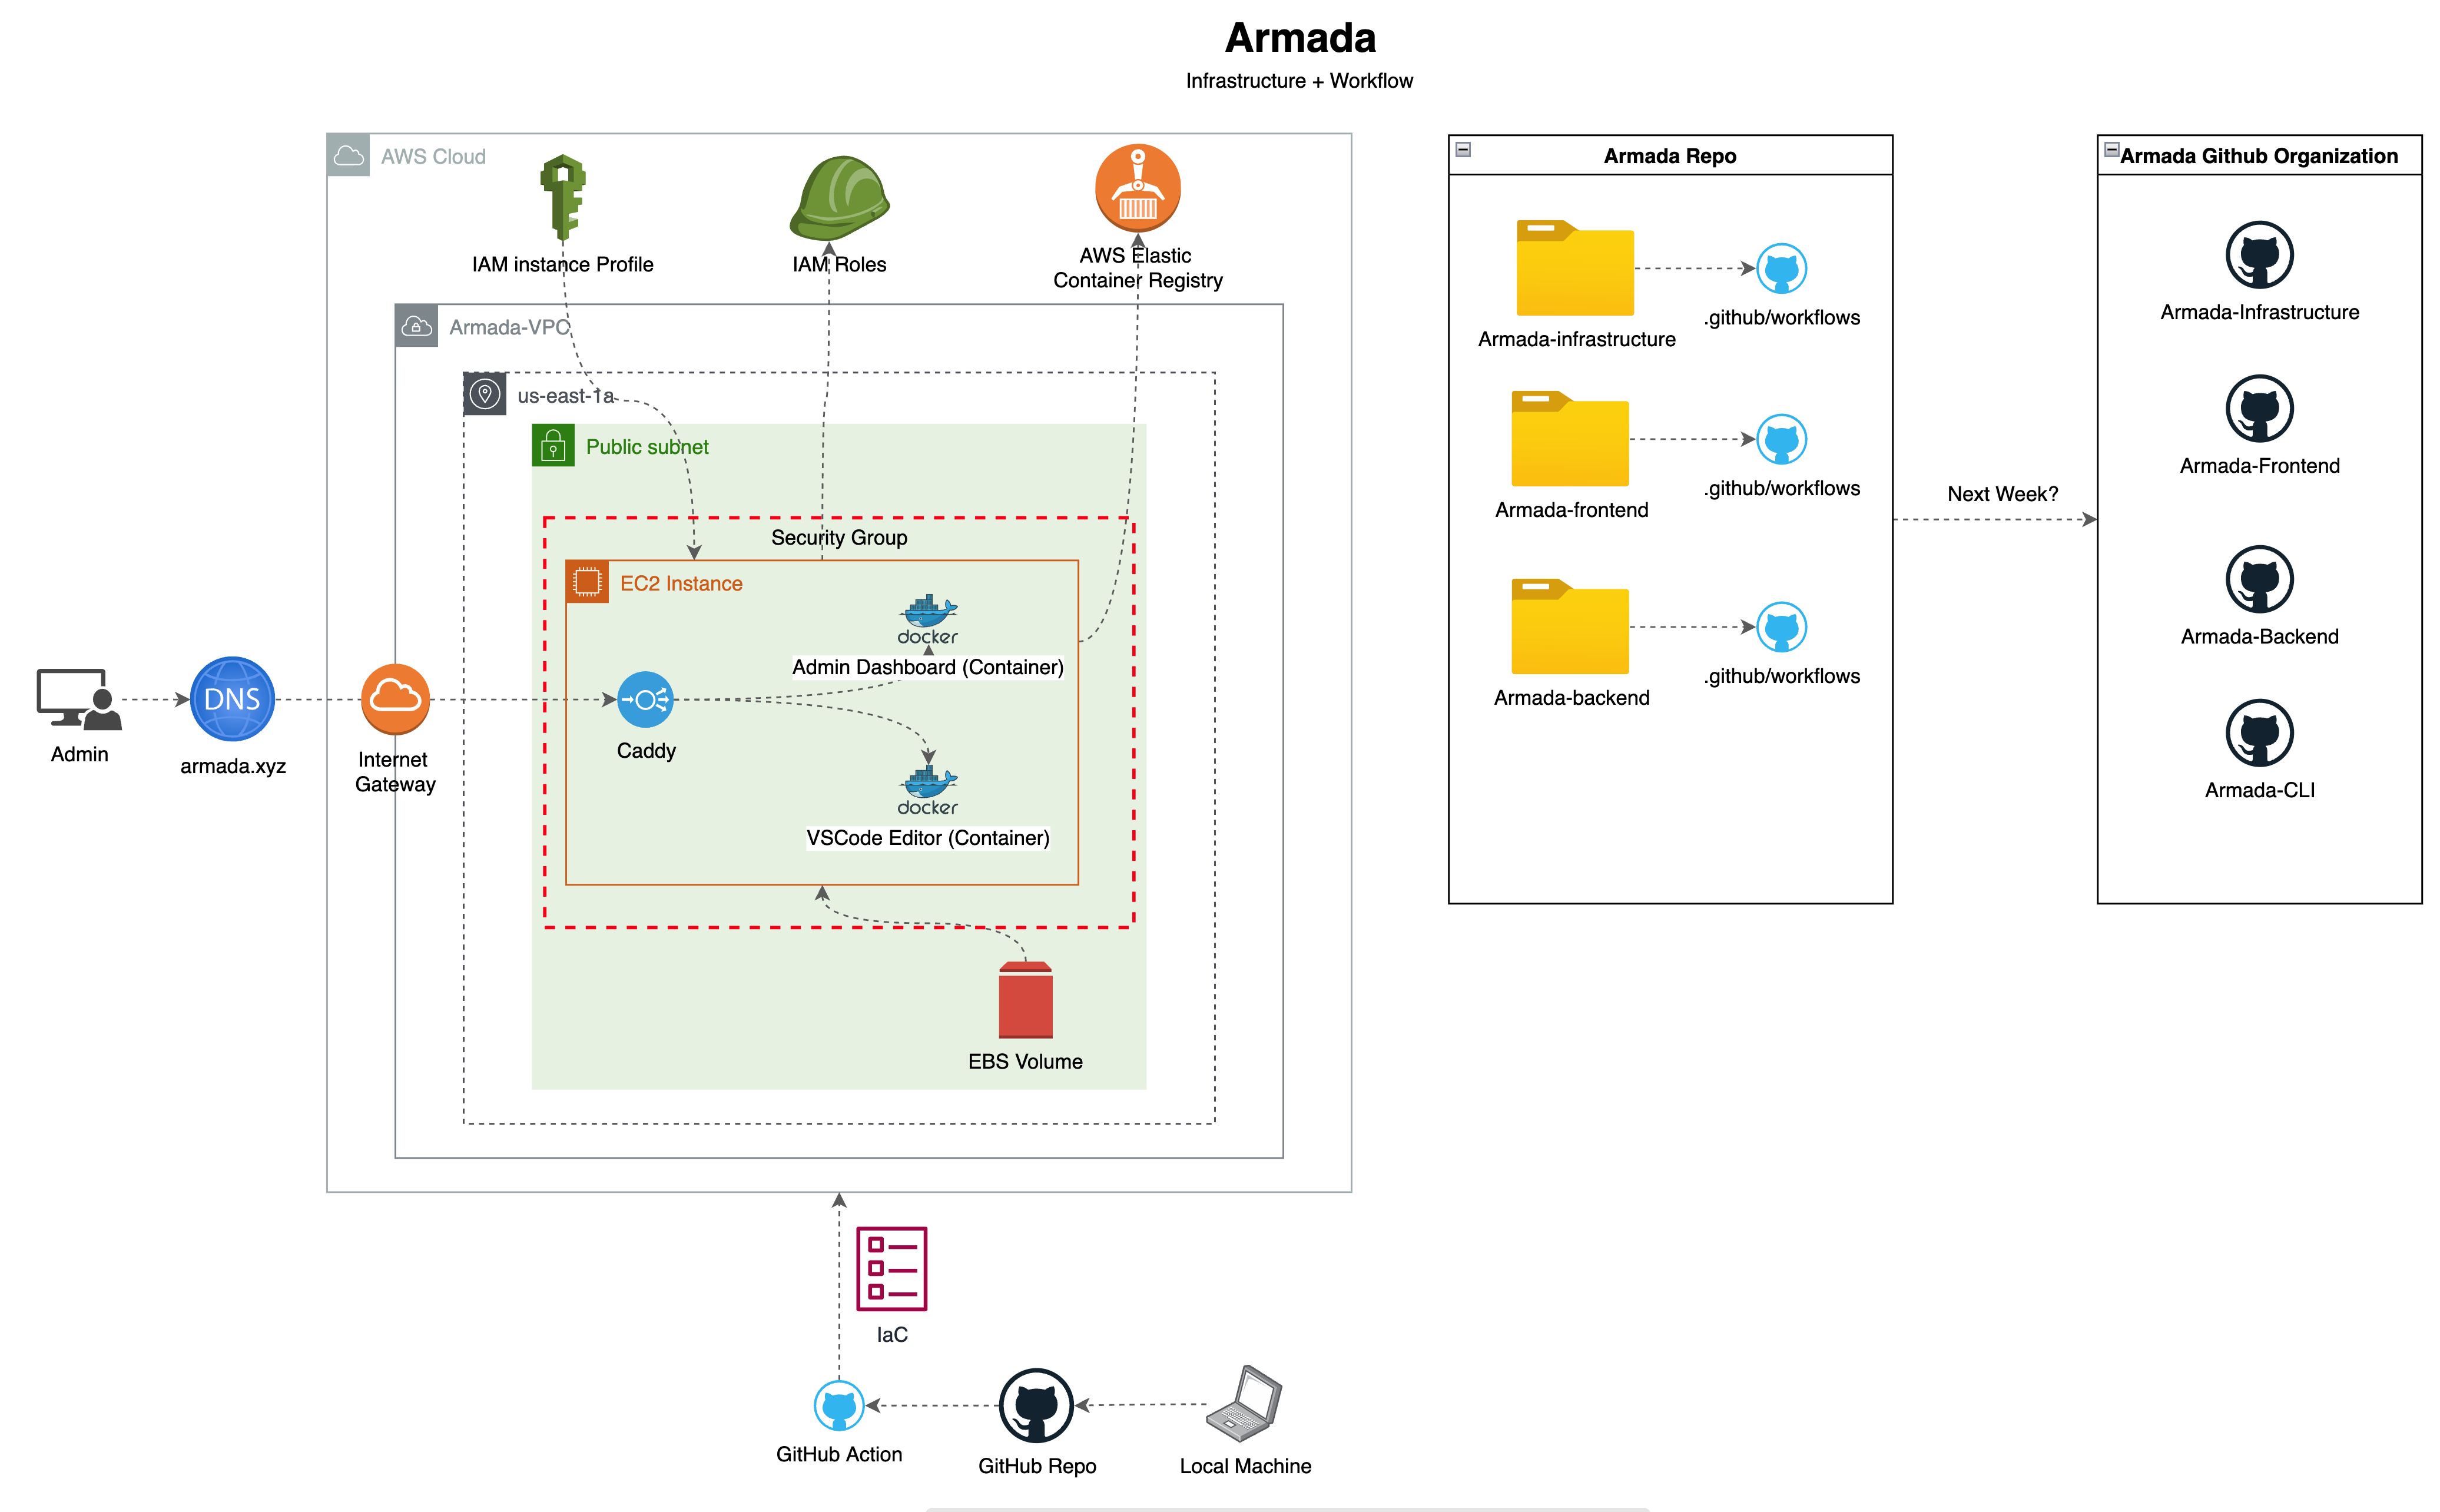 Armada
Infrastructure + Workflow
AWS Cloud
IAM instance Profile
IAM Roles
AWS Elastic
Container Registry
Armada-VPC
us-east-1a
Public subnet
Security Group
EC2 Instance
docker
Admin Dashboard (Container)
Caddy
docker
VSCode Editor (Container)
EBS Volume
Admin
DNS
armada.xyz
Internet
Gateway
IaC
GitHub Action
GitHub Repo
Local Machine
Armada Repo
Armada-infrastructure
.github/workflows
Armada-frontend
.github/workflows
Armada-backend
.github/workflows
Next Week?
Armada Github Organization
Armada-Infrastructure
Armada-Frontend
Armada-Backend
Armada-CLI